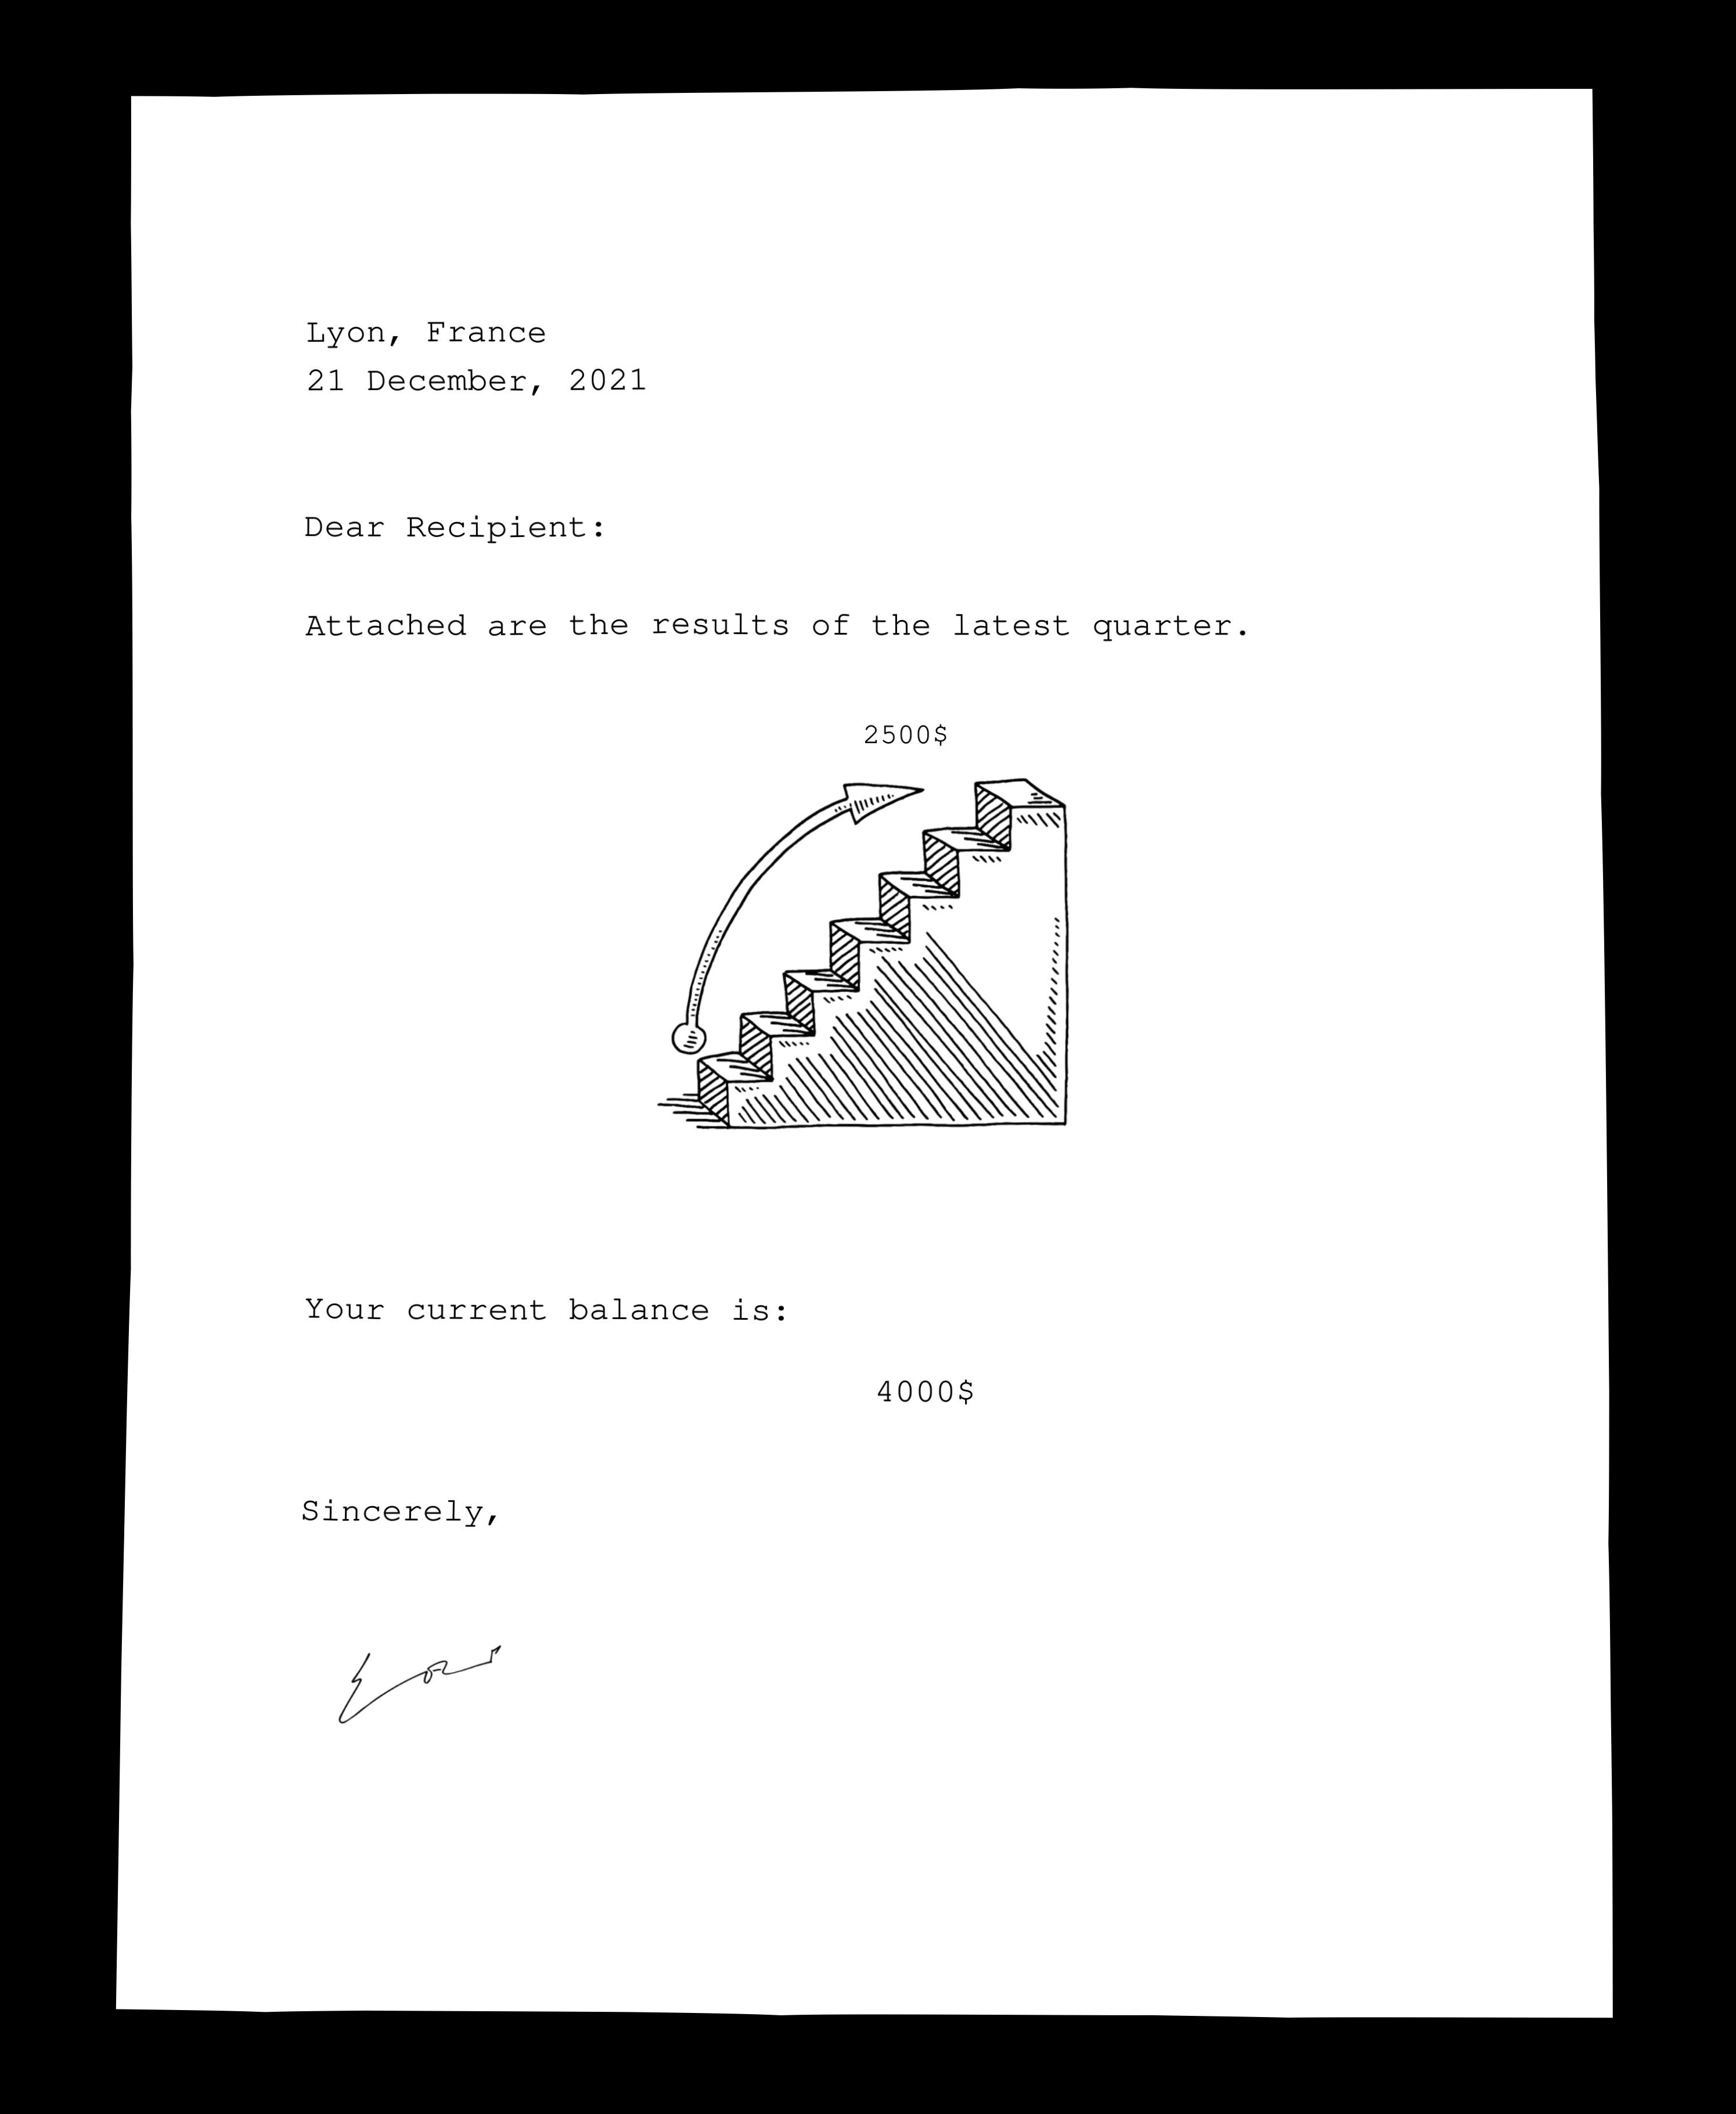 Lyon, France
21 December, 2021
Dear Recipient:
Attached are the results of the latest quarter.
2500$
Your current balance is:
4000$
Sincerely,